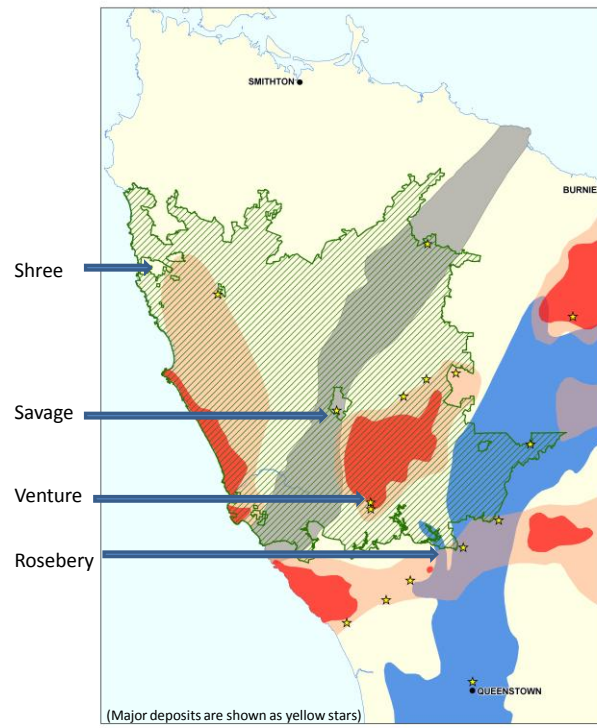 SMITHTON
BURNIE
Shree
Savage
Venture
Rosebery
QUEENSTOWN
(Major deposits are shown as yellow stars)